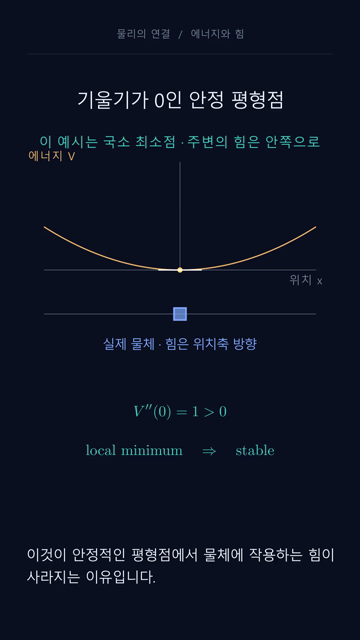 물리의 연결 / 에너지와 힘
기울기가 0인 안정 평형점
이 예시는 국소 최소점 · 주변의 힘은 안쪽으로
에너지 V
위치 x
실제 물체 · 힘은 위치축 방향
V″(0) = 1 > 0
local minimum ⇒ stable
이것이 안정적인 평형점에서 물체에 작용하는 힘이
사라지는 이유입니다.